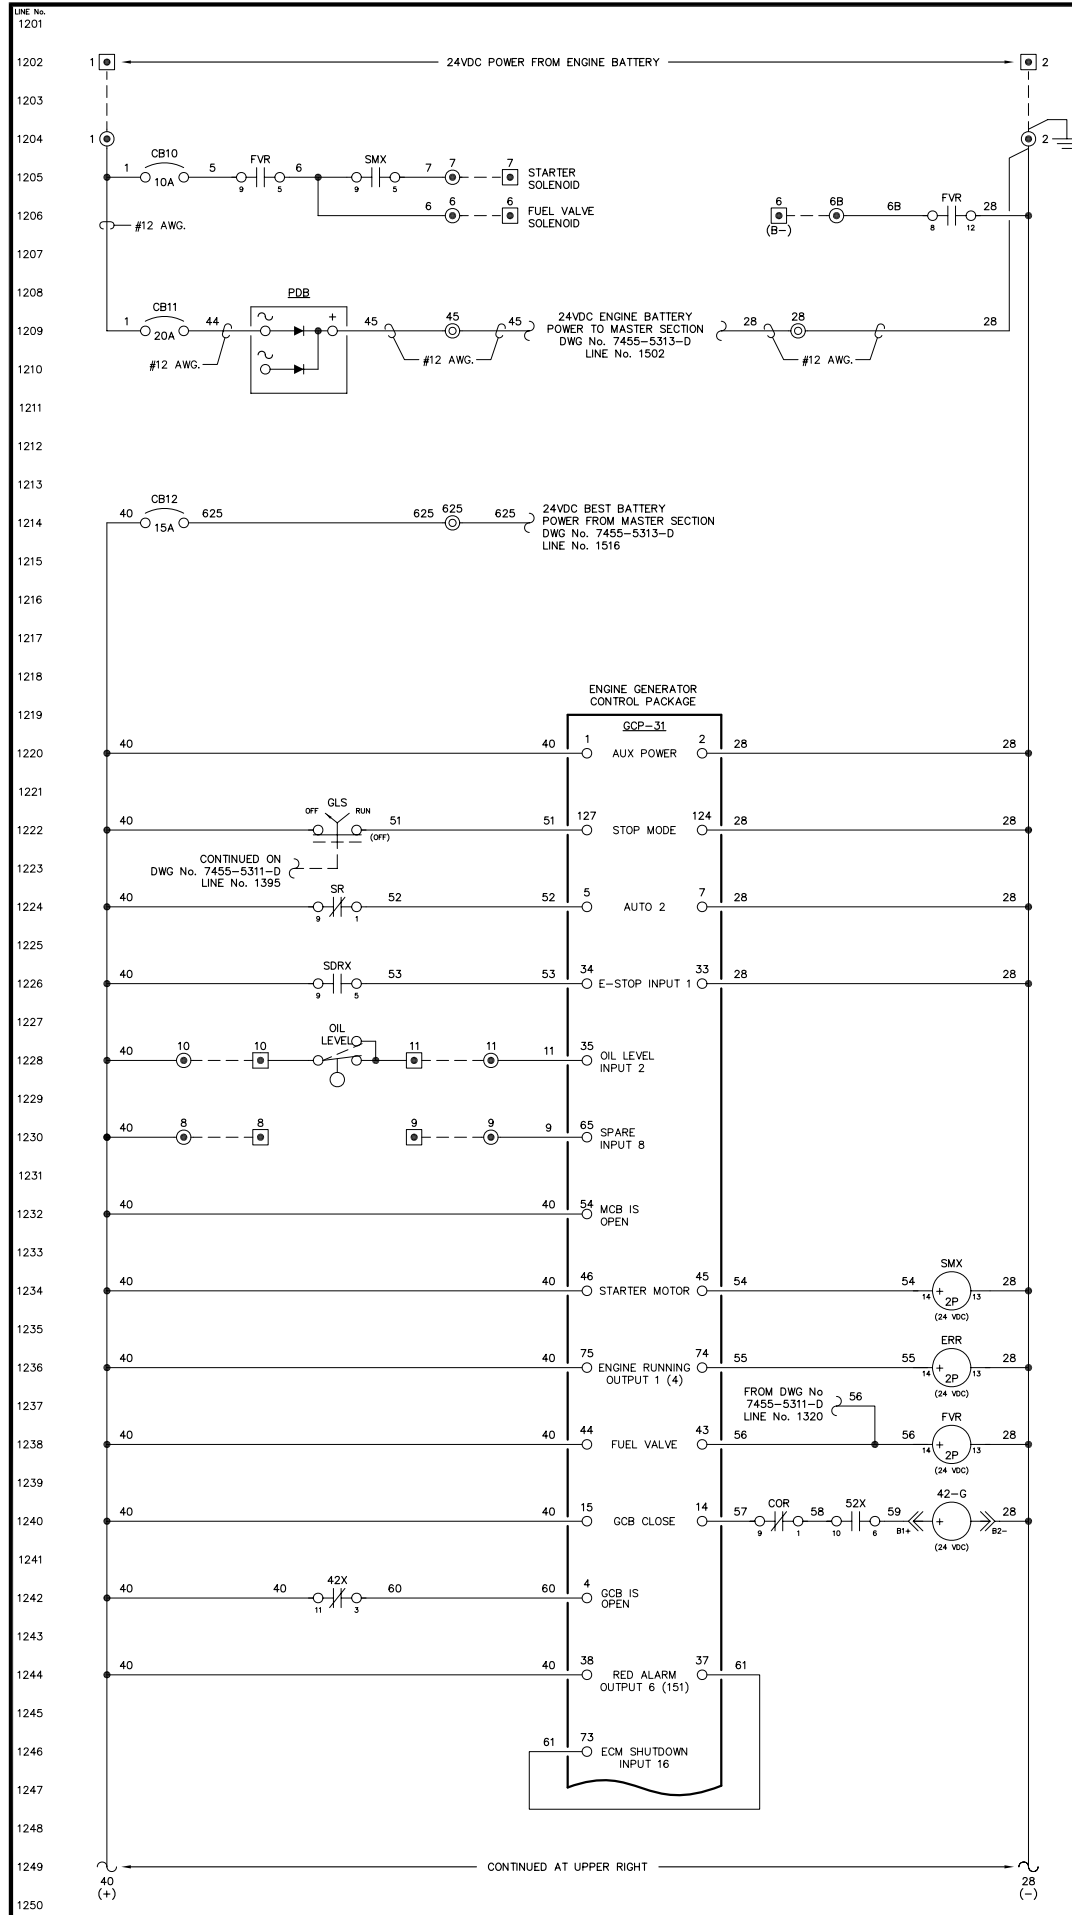 LINE No.
1201
1202 1 24VDC POWER FROM ENGINE BATTERY 2
1203
1204 1 2
CB10 FVR SMX
1 5 6 7 7 7
1205 10A 9 5 9 5 STARTER
SOLENOID
6 6 6 6 6B 6B FVR 28
1206 FUEL VALVE
SOLENOID
(B-) 8 12
#12 AWG.
1207
1208
CB11 PDB
1 44 + 45 45 45 24VDC ENGINE BATTERY 28 28 28
1209 20A POWER TO MASTER SECTION
DWG No. 7455-5313-D
LINE No. 1502
#12 AWG. #12 AWG. #12 AWG.
1210
1211
1212
1213
CB12
40 625 625 625 625 24VDC BEST BATTERY
1214 15A POWER FROM MASTER SECTION
DWG No. 7455-5313-D
LINE No. 1516
1215
1216
1217
1218
ENGINE GENERATOR
CONTROL PACKAGE
1219
GCP-31
40 40 1 2 28 28
1220 AUX POWER
1221
OFF GLS RUN
40 51 51 127 124 28 28
1222 (OFF) STOP MODE
CONTINUED ON
1223 DWG No. 7455-5311-D
LINE No. 1395
40 SR 52 52 5 7 28 28
1224 9 1 AUTO 2
1225
40 SDRX 53 53 34 33 28 28
1226 9 5 E-STOP INPUT 1
1227
OIL
LEVEL
40 10 10 11 11 11 35
1228 OIL LEVEL
INPUT 2
1229
40 8 8 9 9 9 65
1230 SPARE
INPUT 8
1231
40 40 54
1232 MCB IS
OPEN
1233
SMX
40 40 46 45 54 54 28
1234 STARTER MOTOR 14 + 2P 13
(24 VDC)
1235
ERR
40 40 75 74 55 55 28
1236 ENGINE RUNNING 14 + 2P 13
OUTPUT 1 (4)
(24 VDC)
FROM DWG No 56
1237 7455-5311-D
LINE No. 1320
FVR
40 40 44 43 56 56 28
1238 FUEL VALVE 14 + 2P 13
(24 VDC)
1239
42-G
40 40 15 14 57 COR 58 52X 59 28
1240 GCB CLOSE 9 1 10 6 B1+ + B2-
(24 VDC)
1241
40 40 42X 60 60 4
1242 11 3 GCB IS
OPEN
1243
40 40 38 37 61
1244 RED ALARM
OUTPUT 6 (151)
1245
61 73
1246 ECM SHUTDOWN
INPUT 16
1247
1248
1249 CONTINUED AT UPPER RIGHT
40 28
(+) (-)
1250